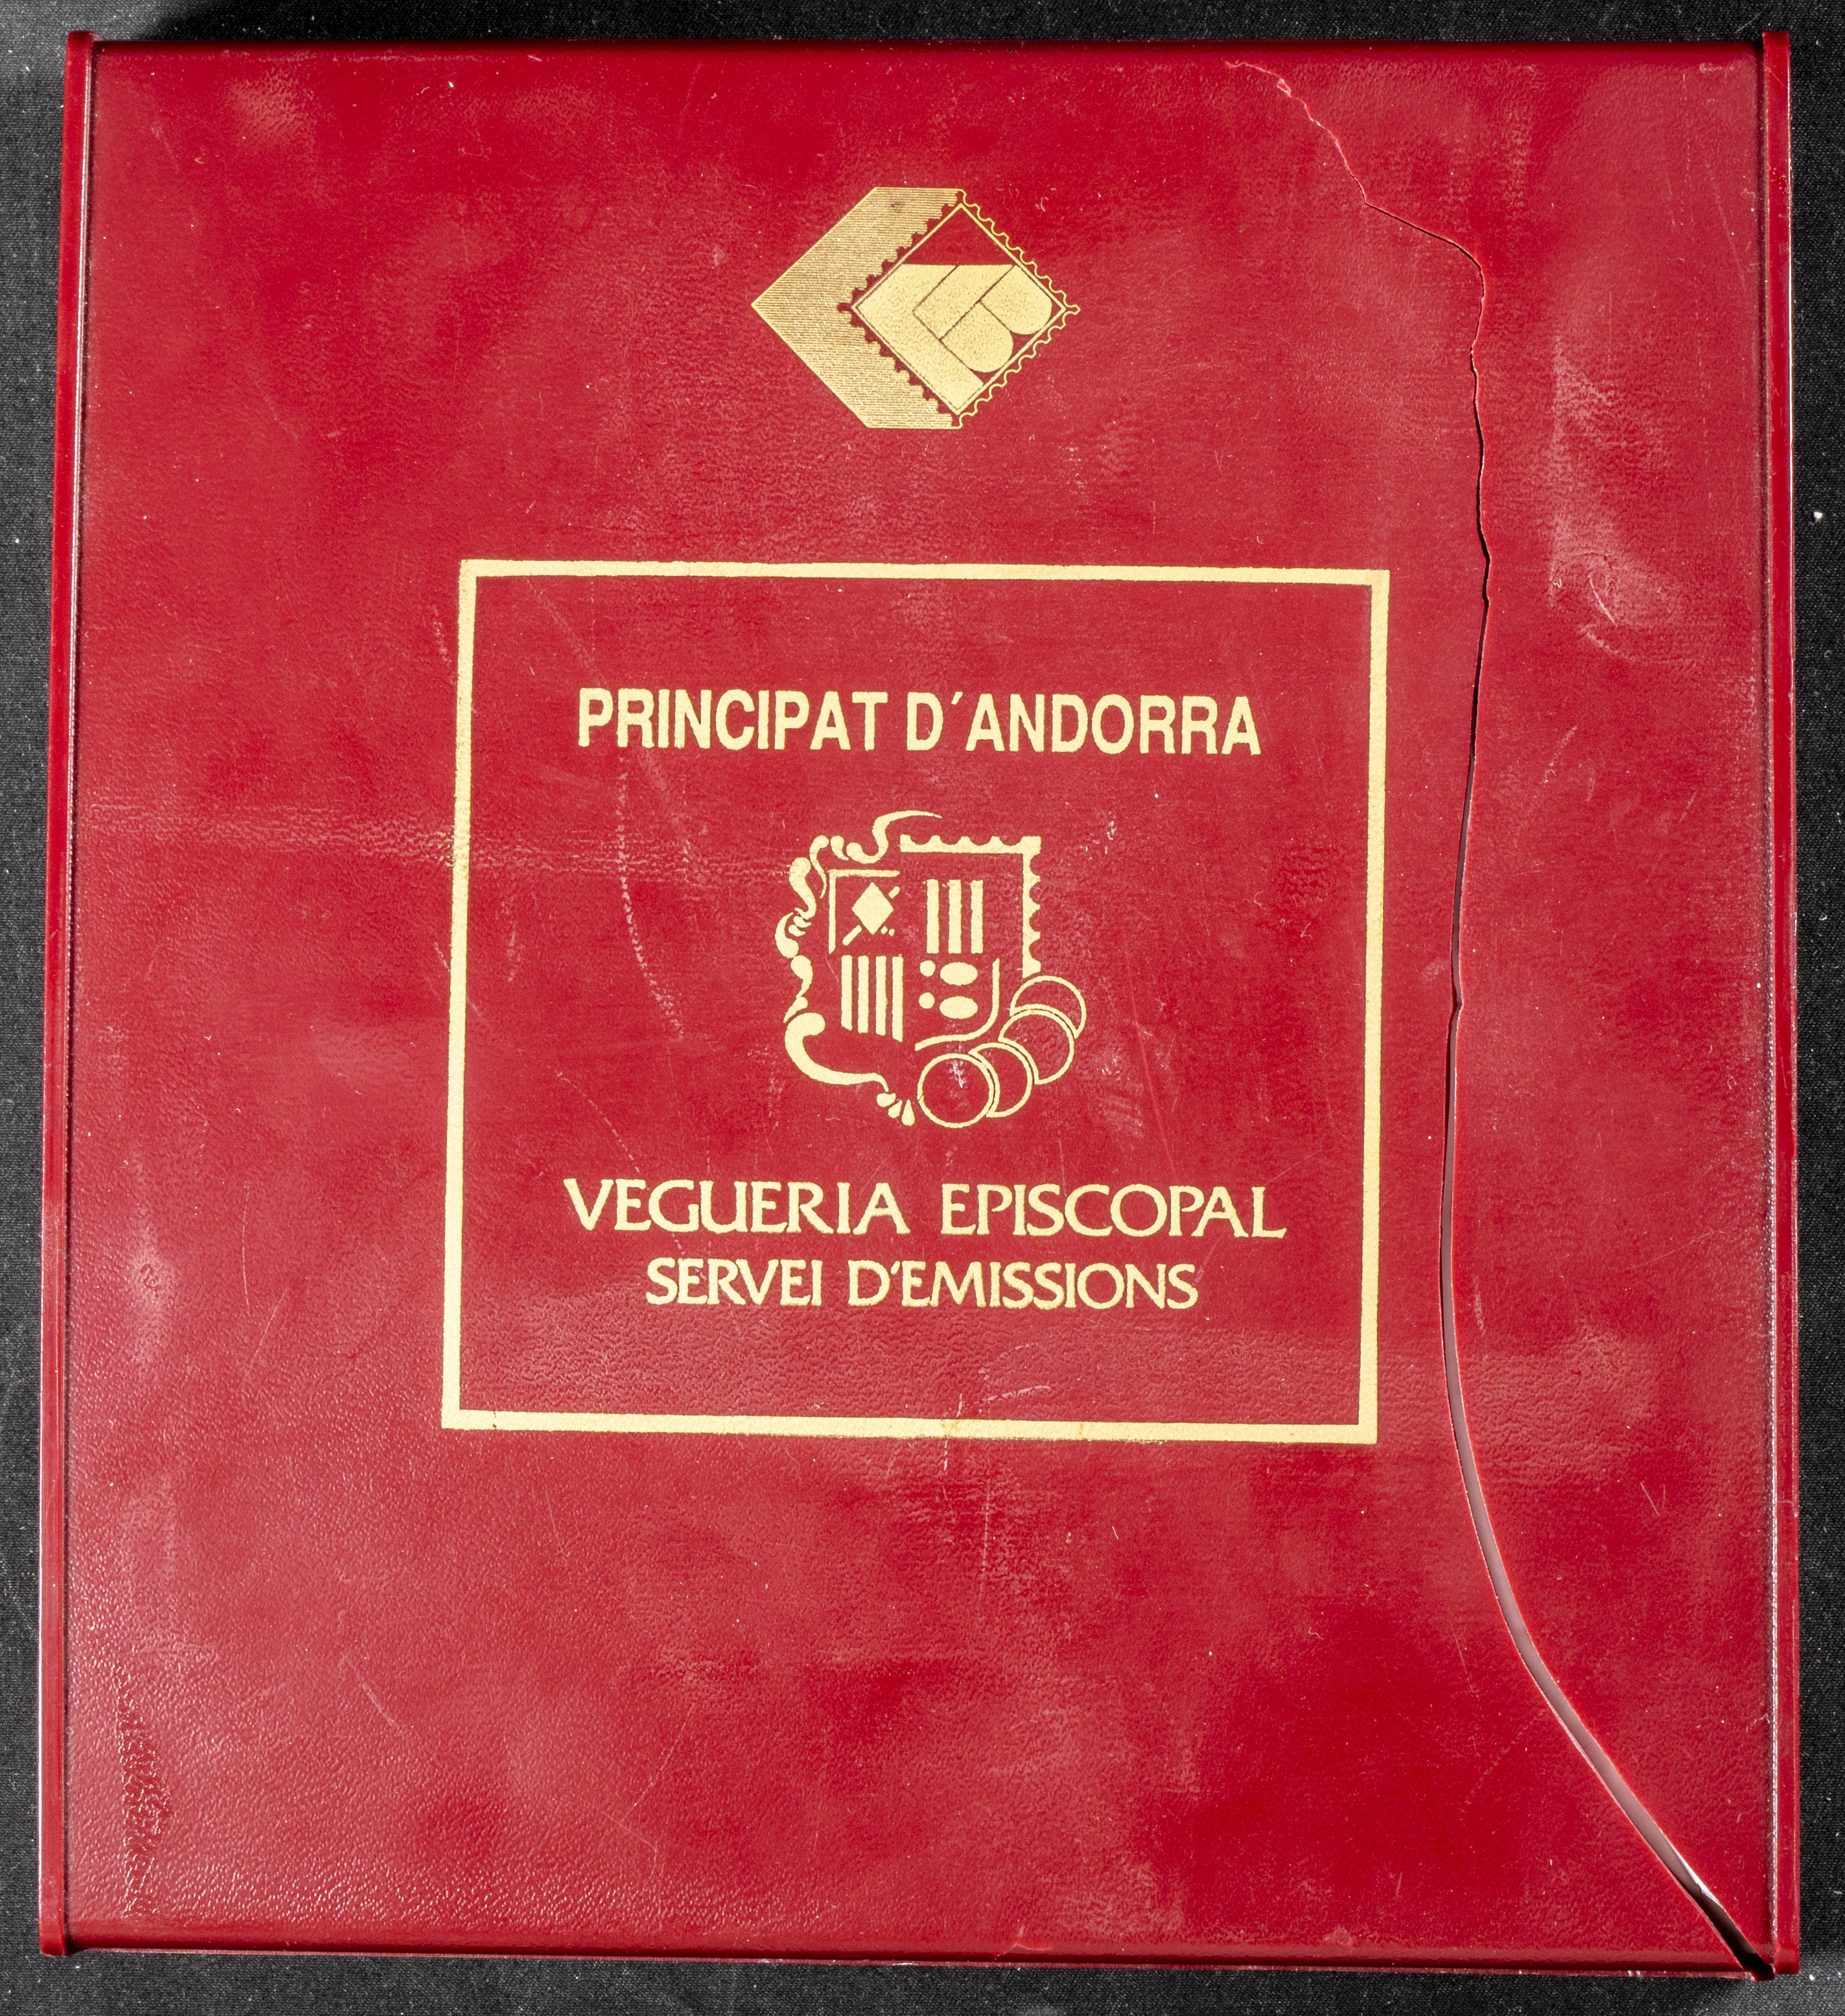 PRINCIPAT D´ANDORRA
VEGUERIA EPISCOPAL
SERVEI D'EMISSIONS